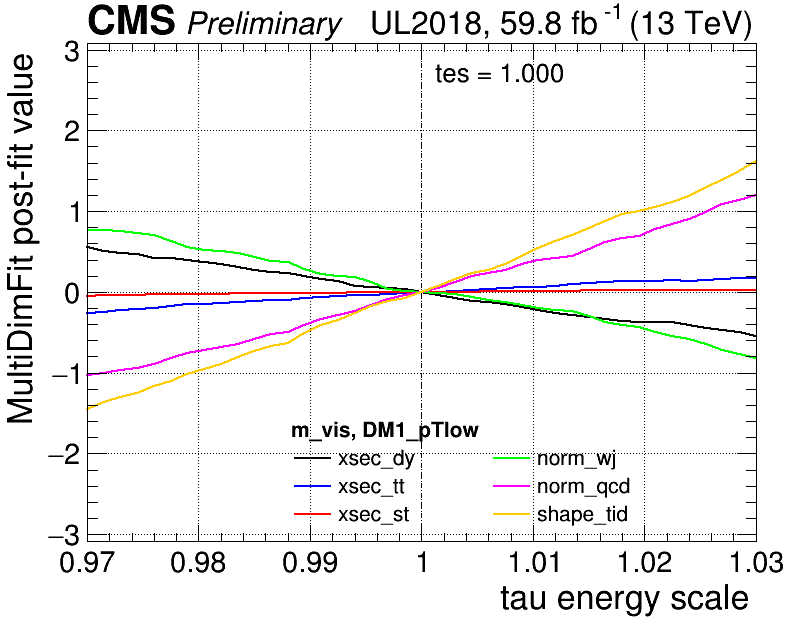 CMS Preliminary UL2018, 59.8 fb⁻¹ (13 TeV)
MultiDimFit post-fit value
3
2
1
0
−1
−2
−3
tes = 1.000
m_vis, DM1_pTlow
xsec_dy norm_wj
xsec_tt norm_qcd
xsec_st shape_tid
0.97 0.98 0.99 1 1.01 1.02 1.03
tau energy scale